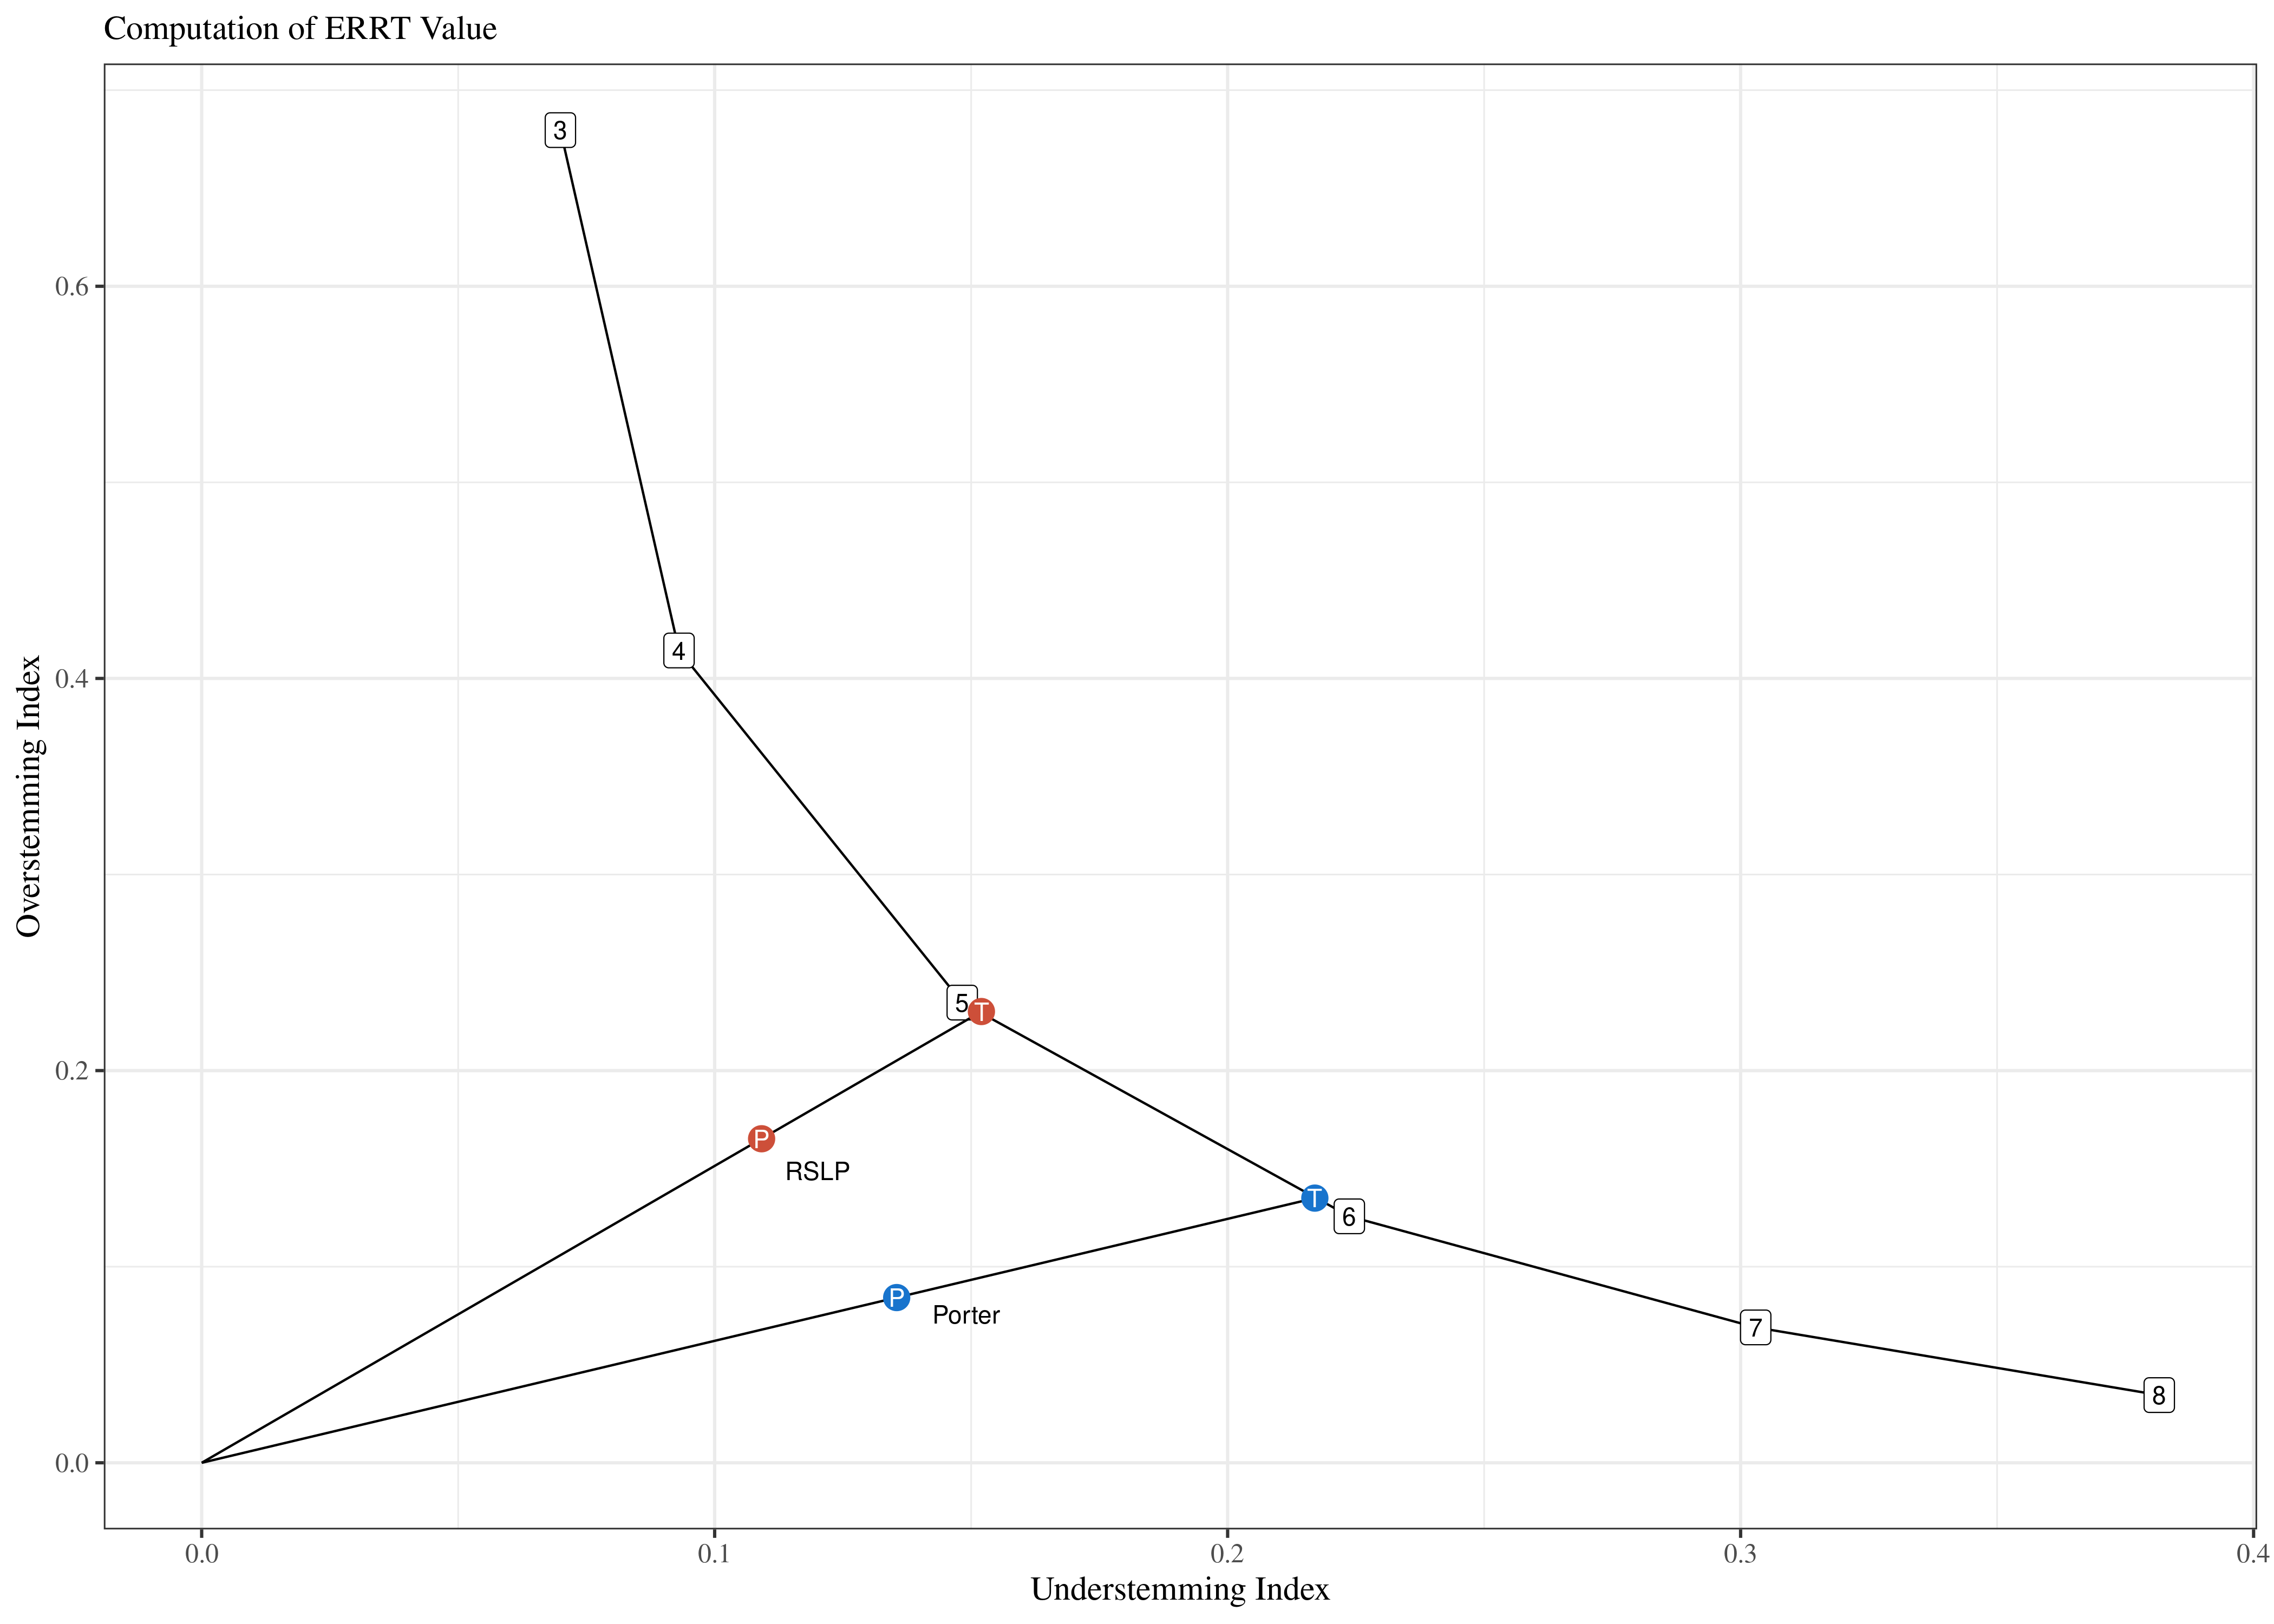 Computation of ERRT Value
3
0.6
4
0.4
Overstemming Index
5
T
0.2
P
RSLP
T
6
P
Porter
7
8
0.0
0.0 0.1 0.2 0.3 0.4
Understemming Index